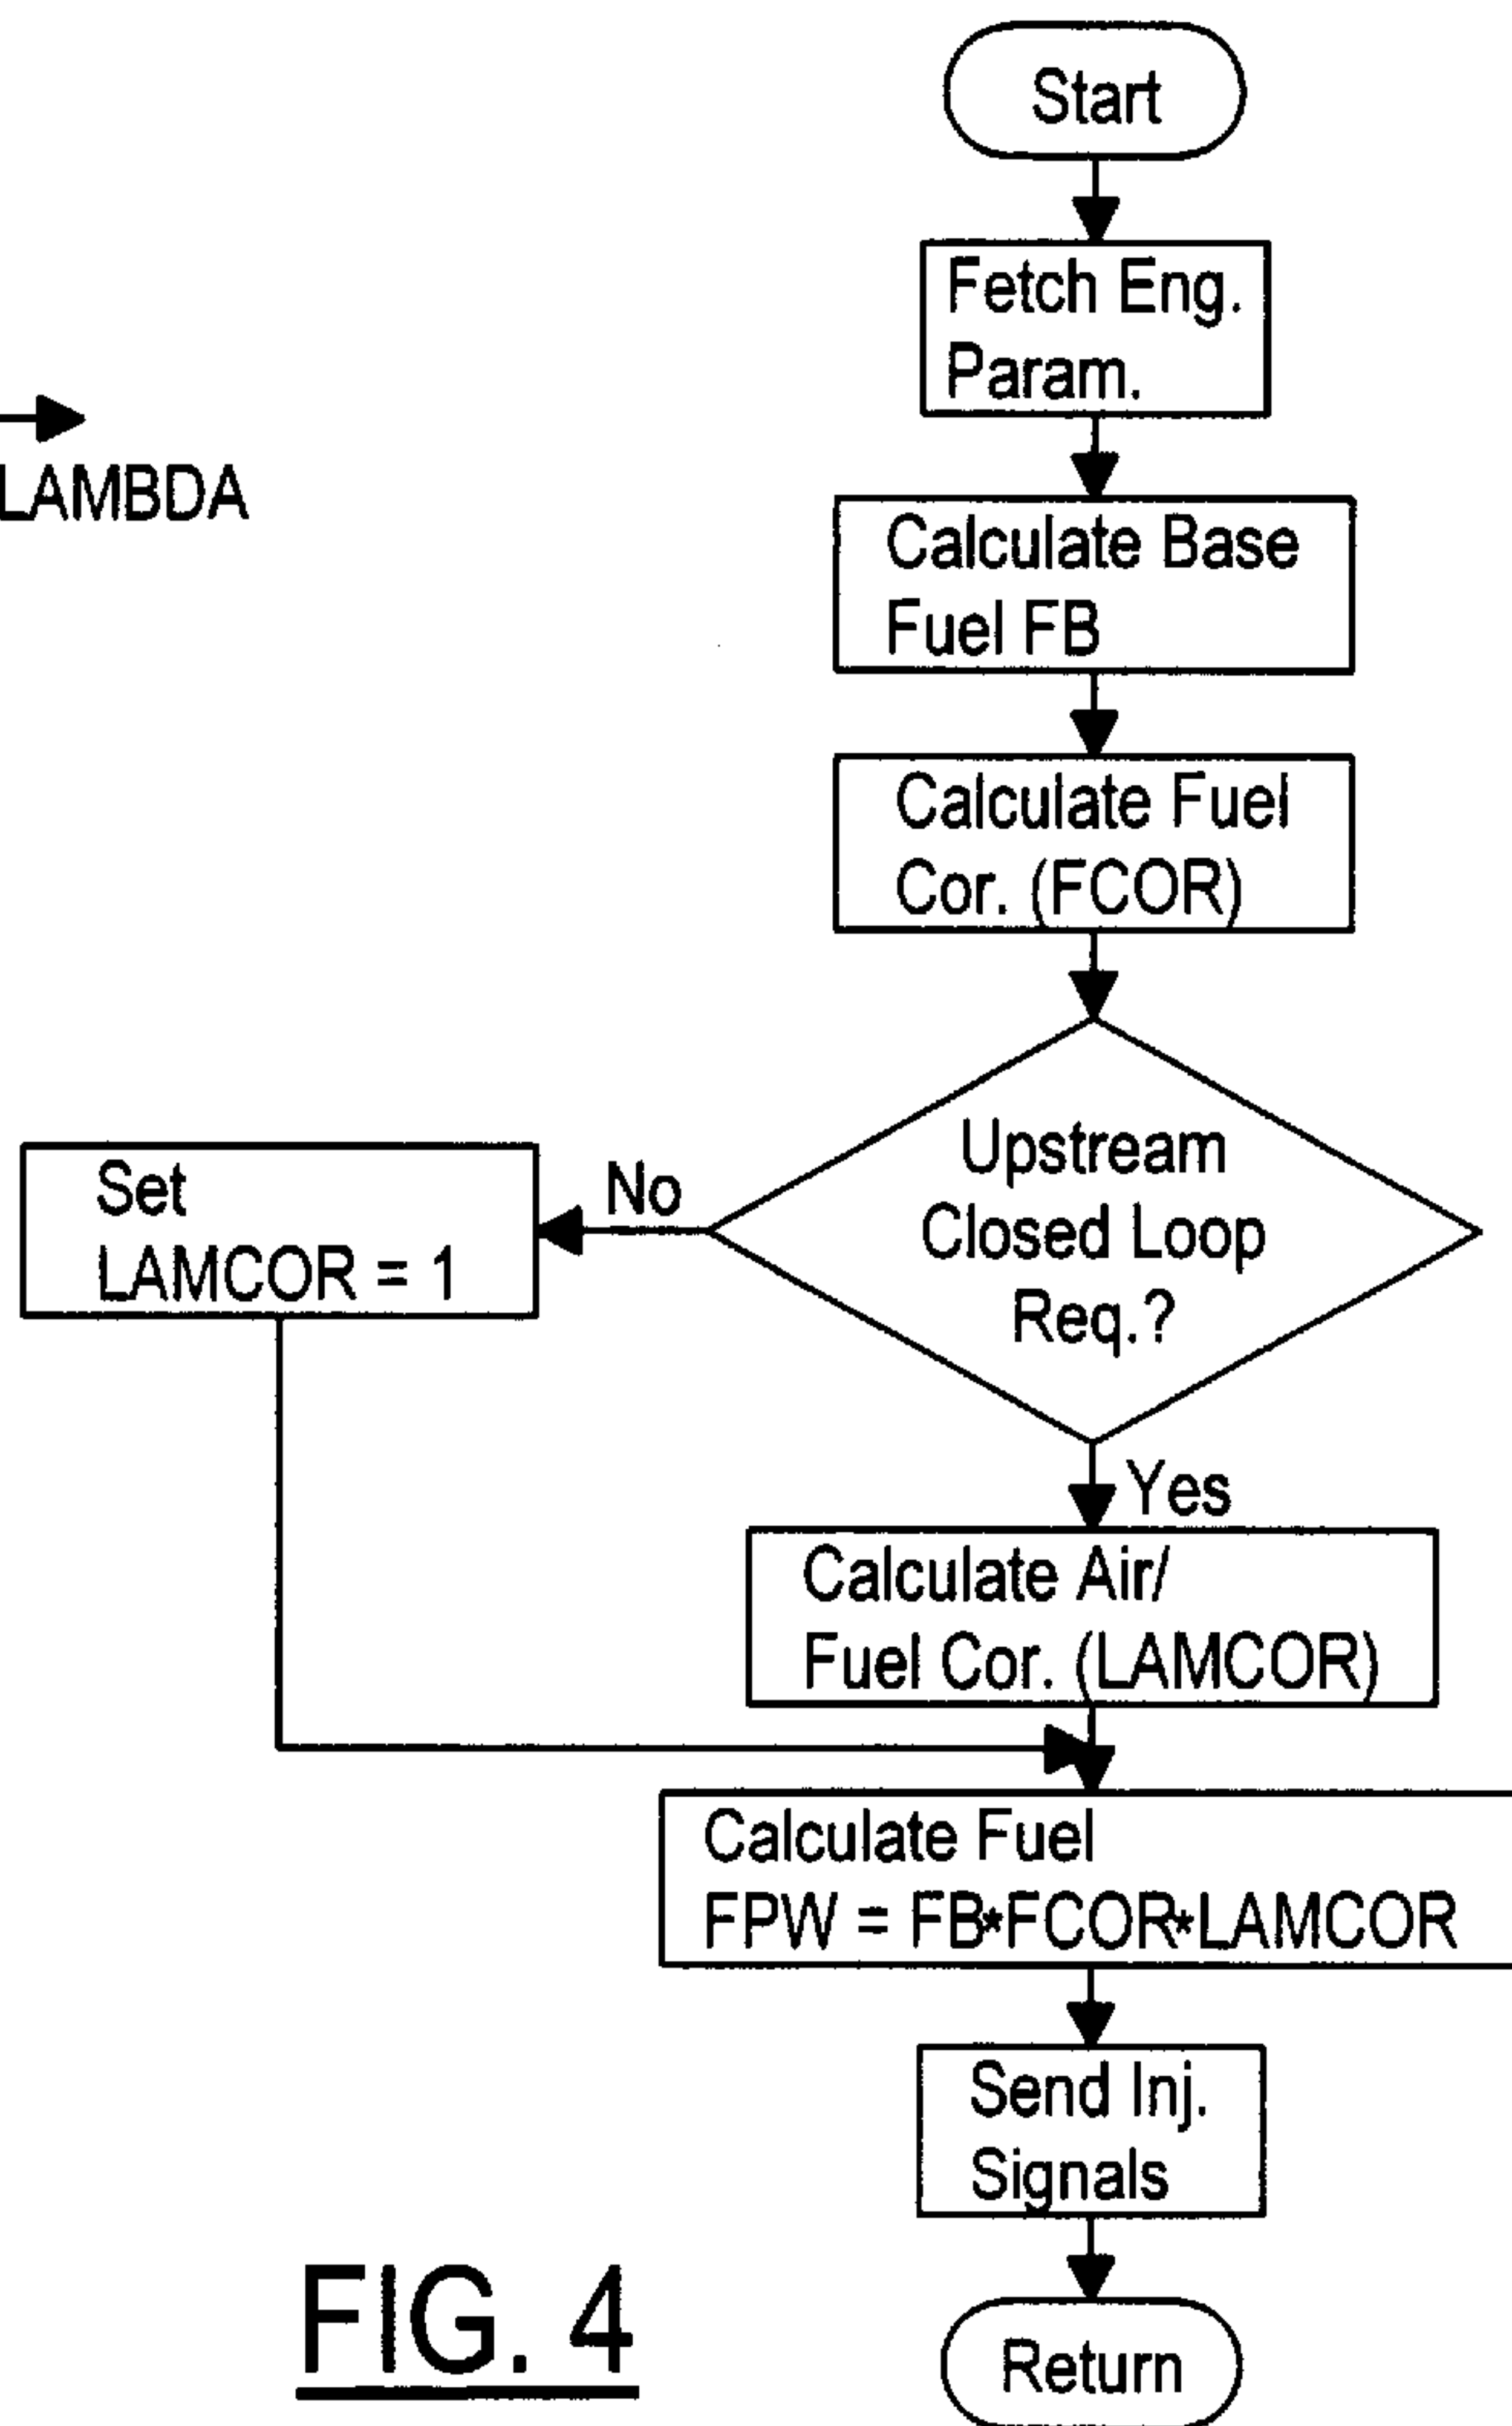 Start
Fetch Eng.
Param.
LAMBDA
Calculate Base
Fuel FB
Calculate Fuel
Cor. (FCOR)
Upstream
Closed Loop
Req.?
No
Set
LAMCOR = 1
Yes
Calculate Air/
Fuel Cor. (LAMCOR)
Calculate Fuel
FPW = FB*FCOR*LAMCOR
Send Inj.
Signals
Return
FIG. 4